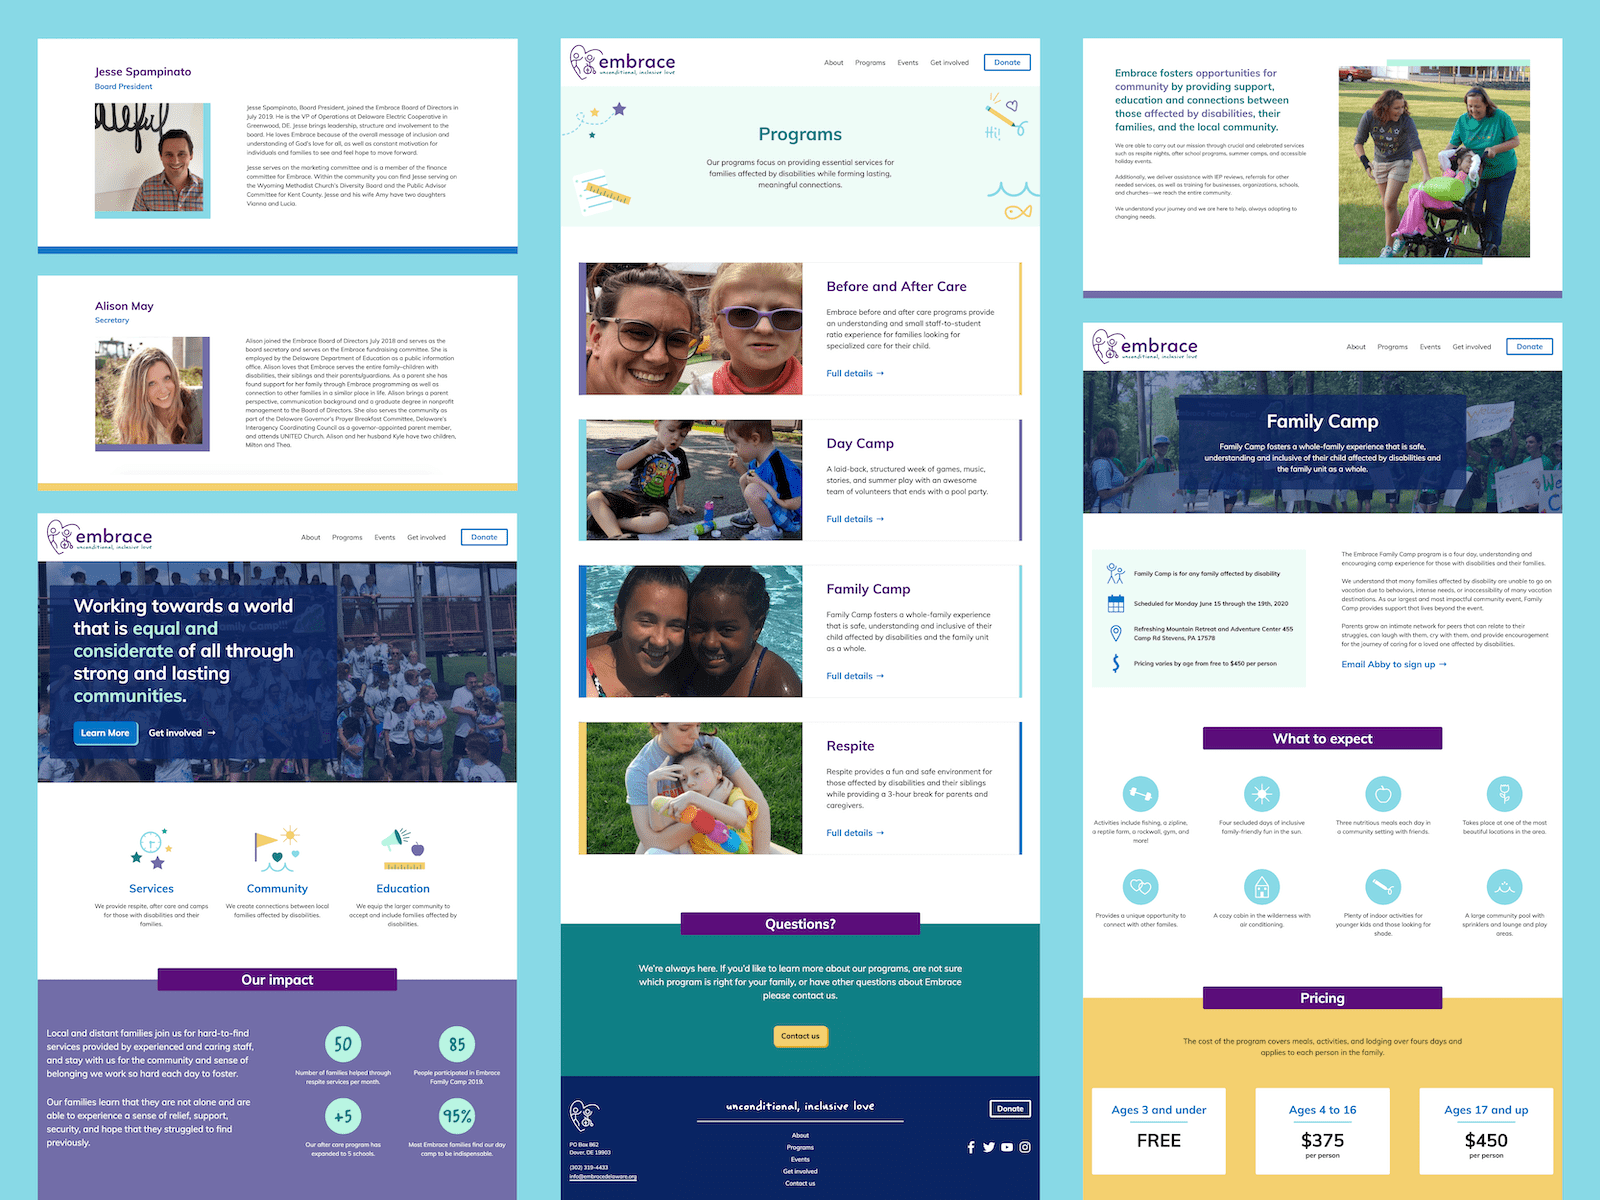 Jesse Spampinato
Board President
Jesse Spampinato, Board President, joined the Embrace Board of Directors in
July 2019. He is the VP of Operations at Delaware Electric Cooperative in
Greenwood, DE. Jesse brings leadership, structure and involvement to the
board. He loves Embrace because of the overall message of inclusion and
understanding of God's love for all, as well as constant motivation for
individuals and families to see and feel hope to move forward.
Jesse serves on the marketing committee and is a member of the finance
committee for Embrace. Within the community you can find Jesse serving on
the Wyoming Methodist Church's Diversity Board and the Public Advisor
Committee for Kent County. Jesse and his wife Amy have two daughters
Vianna and Lucia.
Alison May
Secretary
Alison joined the Embrace Board of Directors July 2018 and serves as the
board secretary and serves on the Embrace fundraising committee. She is
employed by the Delaware Department of Education as a public information
office. Alison loves that Embrace serves the entire family–children with
disabilities, their siblings and their parents/guardians. As a parent she has
found support for her family through Embrace programming as well as
connection to other families in a similar place in life. Alison brings a parent
perspective, communication background and a graduate degree in nonprofit
management to the Board of Directors. She also serves the community as
part of the Delaware Governor's Prayer Breakfast Committee, Delaware's
Interagency Coordinating Council as a governor-appointed parent member,
and attends UNITED Church. Alison and her husband Kyle have two children,
Milton and Thea.
embrace
unconditional, inclusive love
About Programs Events Get involved Donate
Working towards a world
that is equal and
considerate of all through
strong and lasting
communities.
Learn More Get involved →
Services
We provide respite, after care and camps
for those with disabilities and their
families.
Community
We create connections between local
families affected by disabilities.
Education
We equip the larger community to
accept and include families affected by
disabilities.
Our impact
Local and distant families join us for hard-to-find
services provided by experienced and caring staff,
and stay with us for the community and sense of
belonging we work so hard each day to foster.
Our families learn that they are not alone and are
able to experience a sense of relief, support,
security, and hope that they struggled to find
previously.
50
Number of families helped through
respite services per month.
85
People participated in Embrace
Family Camp 2019.
+5
Our after care program has
expanded to 5 schools.
95%
Most Embrace families find our day
camp to be indispensable.
embrace
unconditional, inclusive love
About Programs Events Get involved Donate
Hi!
Programs
Our programs focus on providing essential services for
families affected by disabilities while forming lasting,
meaningful connections.
Before and After Care
Embrace before and after care programs provide
an understanding and small staff-to-student
ratio experience for families looking for
specialized care for their child.
Full details →
Day Camp
A laid-back, structured week of games, music,
stories, and summer play with an awesome
team of volunteers that ends with a pool party.
Full details →
Family Camp
Family Camp fosters a whole-family experience
that is safe, understanding and inclusive of their
child affected by disabilities and the family unit
as a whole.
Full details →
Respite
Respite provides a fun and safe environment for
those affected by disabilities and their siblings
while providing a 3-hour break for parents and
caregivers.
Full details →
Questions?
We're always here. If you'd like to learn more about our programs, are not sure
which program is right for your family, or have other questions about Embrace
please contact us.
Contact us
PO Box 862
Dover, DE 19903
(302) 319-4433
info@embracedelaware.org
unconditional, inclusive love
About
Programs
Events
Get involved
Contact us
Donate
Embrace fosters opportunities for
community by providing support,
education and connections between
those affected by disabilities, their
families, and the local community.
We are able to carry out our mission through crucial and celebrated services
such as respite nights, after school programs, summer camps, and accessible
holiday events.
Additionally, we deliver assistance with IEP reviews, referrals for other
needed services, as well as training for businesses, organizations, schools,
and churches—we reach the entire community.
We understand your journey and we are here to help, always adapting to
changing needs.
embrace
unconditional, inclusive love
About Programs Events Get involved Donate
Family Camp
Family Camp fosters a whole-family experience that is safe,
understanding and inclusive of their child affected by disabilities and
the family unit as a whole.
Family Camp is for any family affected by disability
Scheduled for Monday June 15 through the 19th, 2020
Refreshing Mountain Retreat and Adventure Center 455
Camp Rd Stevens, PA 17578
Pricing varies by age from free to $450 per person
The Embrace Family Camp program is a four day, understanding and
encouraging camp experience for those with disabilities and their families.
We understand that many families affected by disability are unable to go on
vacation due to behaviors, intense needs, or inaccessibility of many vacation
destinations. As our largest and most impactful community event, Family
Camp provides support that lives beyond the event.
Parents grow an intimate network for peers that can relate to their
struggles, can laugh with them, cry with them, and provide encouragement
for the journey of caring for a loved one affected by disabilities.
Email Abby to sign up →
What to expect
Activities include fishing, a zipline,
a reptile farm, a rockwall, gym, and
more!
Four secluded days of inclusive
family-friendly fun in the sun.
Three nutritious meals each day in
a community setting with friends.
Takes place at one of the most
beautiful locations in the area.
Provides a unique opportunity to
connect with other families.
A cozy cabin in the wilderness with
air conditioning.
Plenty of indoor activities for
younger kids and those looking for
shade.
A large community pool with
sprinklers and lounge and play
areas.
Pricing
The cost of the program covers meals, activities, and lodging over fours days and
applies to each person in the family.
Ages 3 and under
FREE
Ages 4 to 16
$375
per person
Ages 17 and up
$450
per person